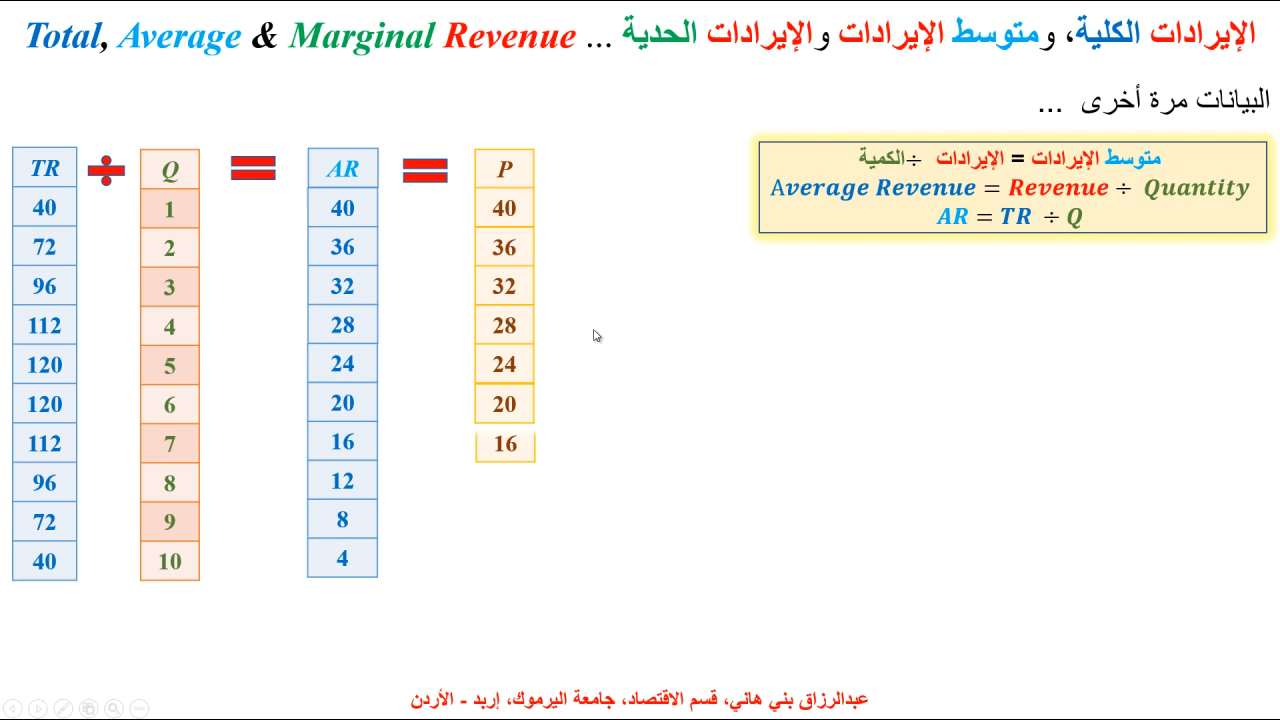 Total, Average & Marginal Revenue ... الإيرادات الكلية، ومتوسط الإيرادات والإيرادات الحدية
البيانات مرة أخرى ...
متوسط الإيرادات = الإيرادات ÷الكمية
Average Revenue = Revenue ÷ Quantity
AR = TR ÷ Q
TR ÷ Q = AR = P
40 1 40 40
72 2 36 36
96 3 32 32
112 4 28 28
120 5 24 24
120 6 20 20
112 7 16 16
96 8 12
72 9 8
40 10 4
عبدالرزاق بني هاني، قسم الاقتصاد، جامعة اليرموك، إربد - الأردن